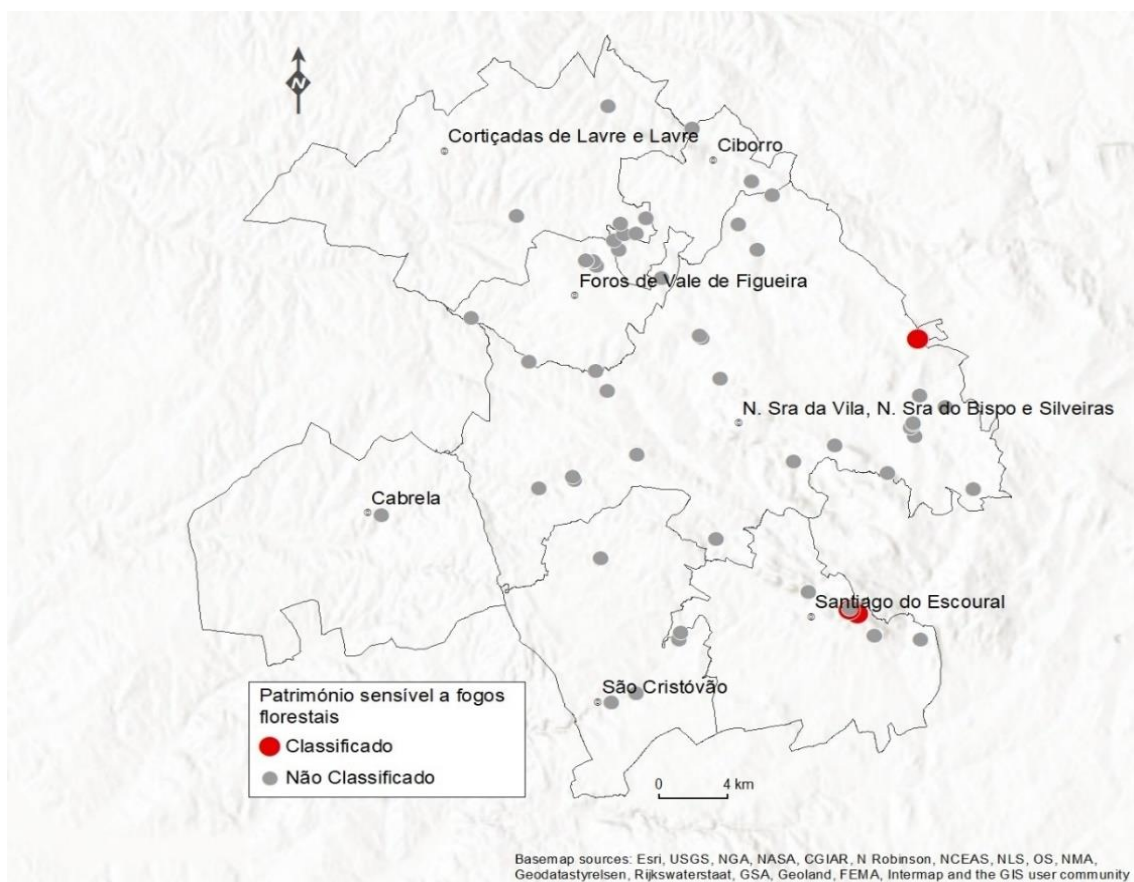 N
Cortiçadas de Lavre e Lavre
Ciborro
Foros de Vale de Figueira
N. Sra da Vila, N. Sra do Bispo e Silveiras
Cabrela
Santiago do Escoural
São Cristóvão
Património sensível a fogos
florestais
Classificado
Não Classificado
0 4 km
Basemap sources: Esri, USGS, NGA, NASA, CGIAR, N Robinson, NCEAS, NLS, OS, NMA,
Geodatastyrelsen, Rijkswaterstaat, GSA, Geoland, FEMA, Intermap and the GIS user community